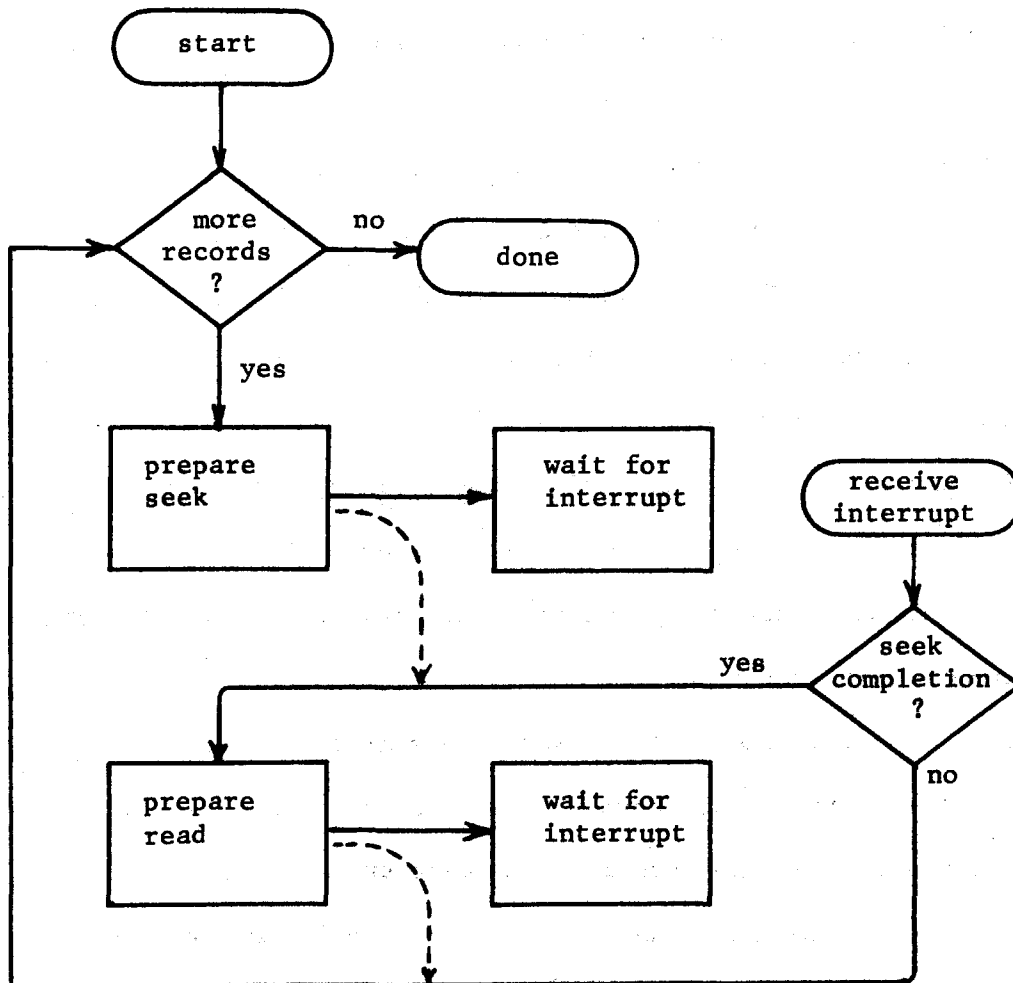 start
more
records
?
no
done
yes
prepare
seek
wait for
interrupt
receive
interrupt
seek
completion
?
yes
no
prepare
read
wait for
interrupt